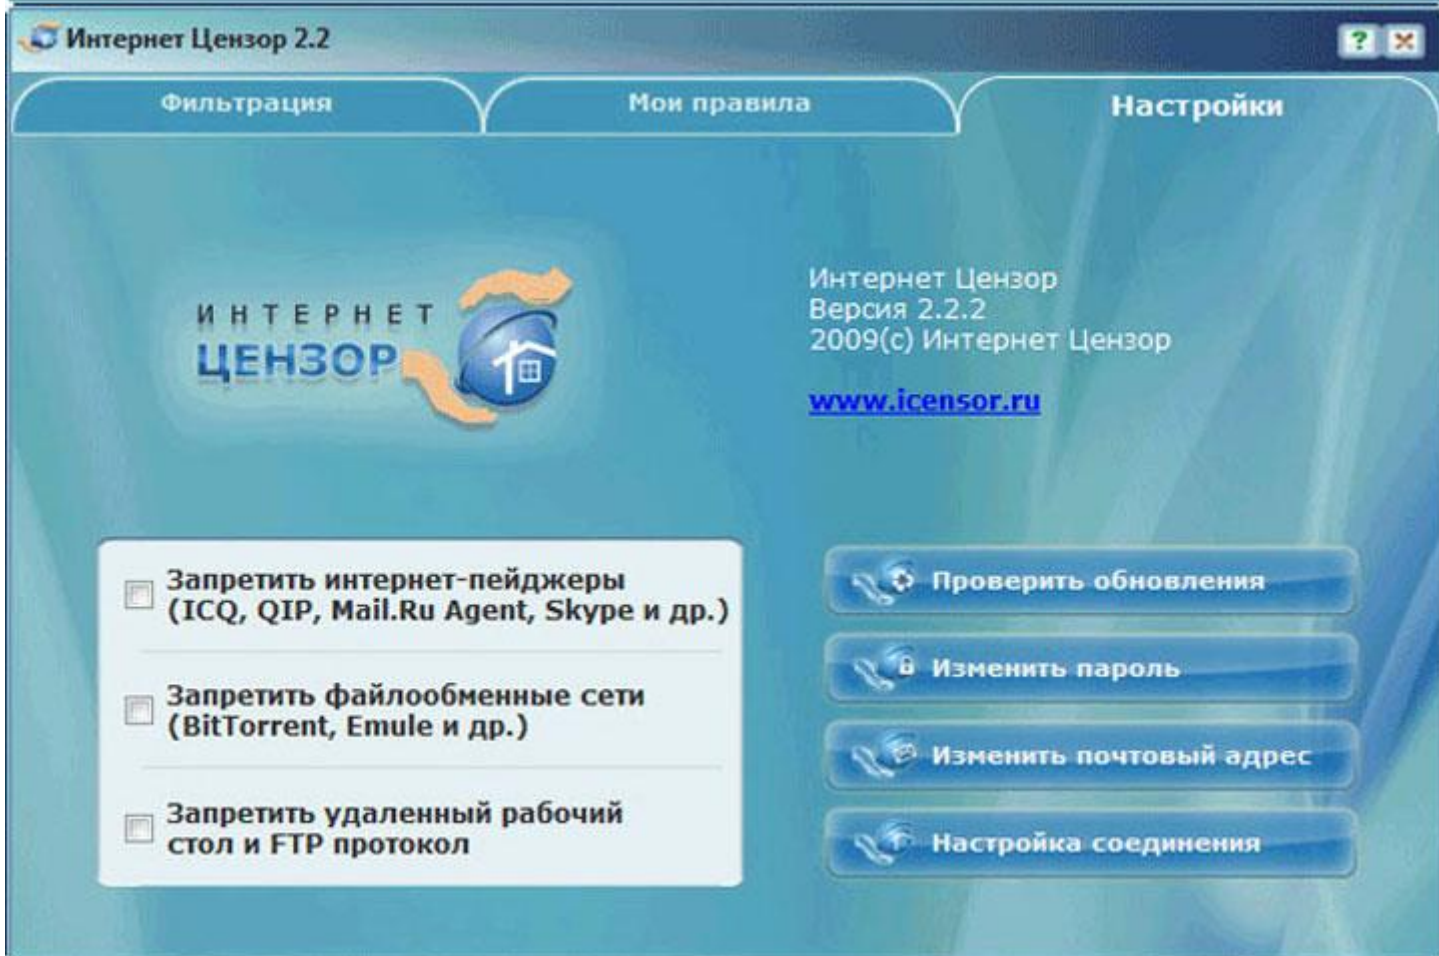 Интернет Цензор 2.2
Фильтрация
Мои правила
Настройки
ИНТЕРНЕТ
ЦЕНЗОР
Интернет Цензор
Версия 2.2.2
2009(c) Интернет Цензор
www.icensor.ru
Запретить интернет-пейджеры
(ICQ, QIP, Mail.Ru Agent, Skype и др.)
Запретить файлообменные сети
(BitTorrent, Emule и др.)
Запретить удаленный рабочий
стол и FTP протокол
Проверить обновления
Изменить пароль
Изменить почтовый адрес
Настройка соединения